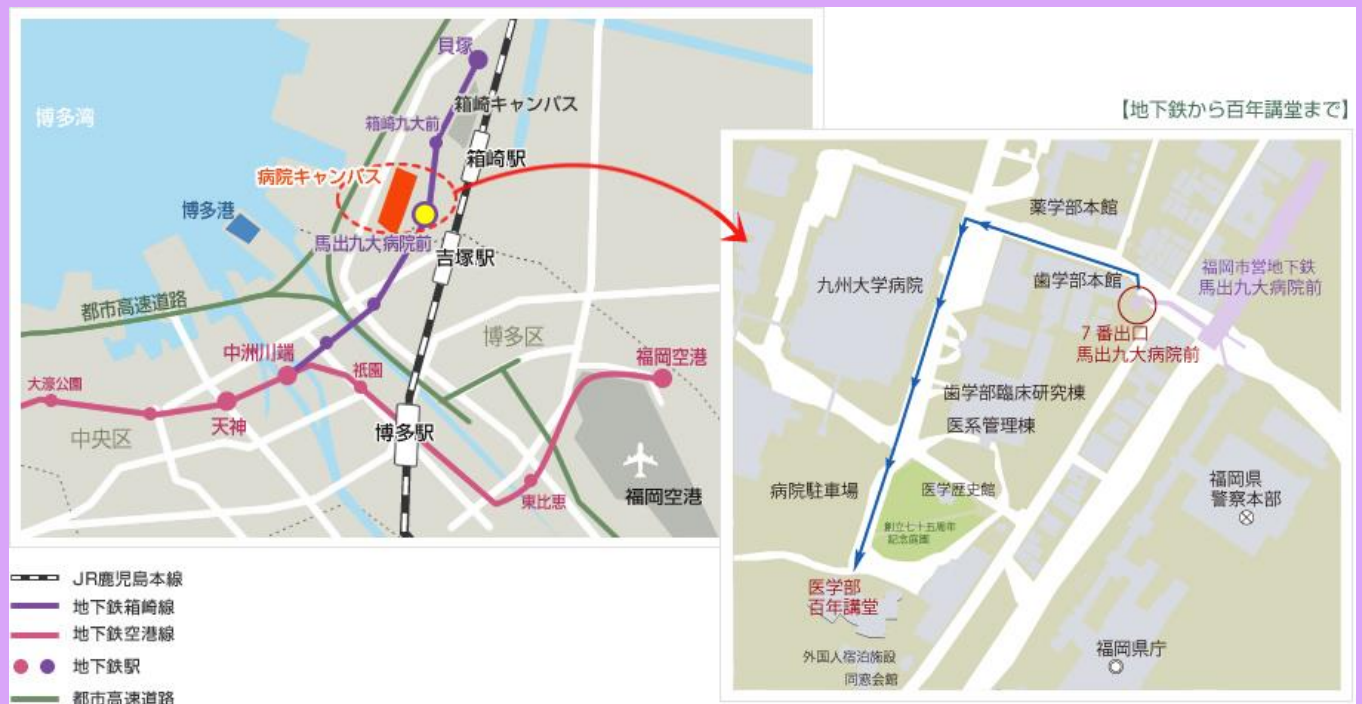 貝塚
箱崎キャンパス
博多湾
箱崎九大前
箱崎駅
病院キャンパス
博多港
馬出九大病院前
吉塚駅
都市高速道路
博多区
中洲川端
福岡空港
祇園
大濠公園
天神
中央区
博多駅
東比恵
福岡空港
JR鹿児島本線
地下鉄箱崎線
地下鉄空港線
地下鉄駅
都市高速道路
【地下鉄から百年講堂まで】
薬学部本館
福岡市営地下鉄
馬出九大病院前
歯学部本館
九州大学病院
7番出口
馬出九大病院前
歯学部臨床研究棟
医系管理棟
病院駐車場
医学歴史館
福岡県
警察本部
創立七十五周年
記念庭園
医学部
百年講堂
福岡県庁
外国人宿泊施設
同窓会館